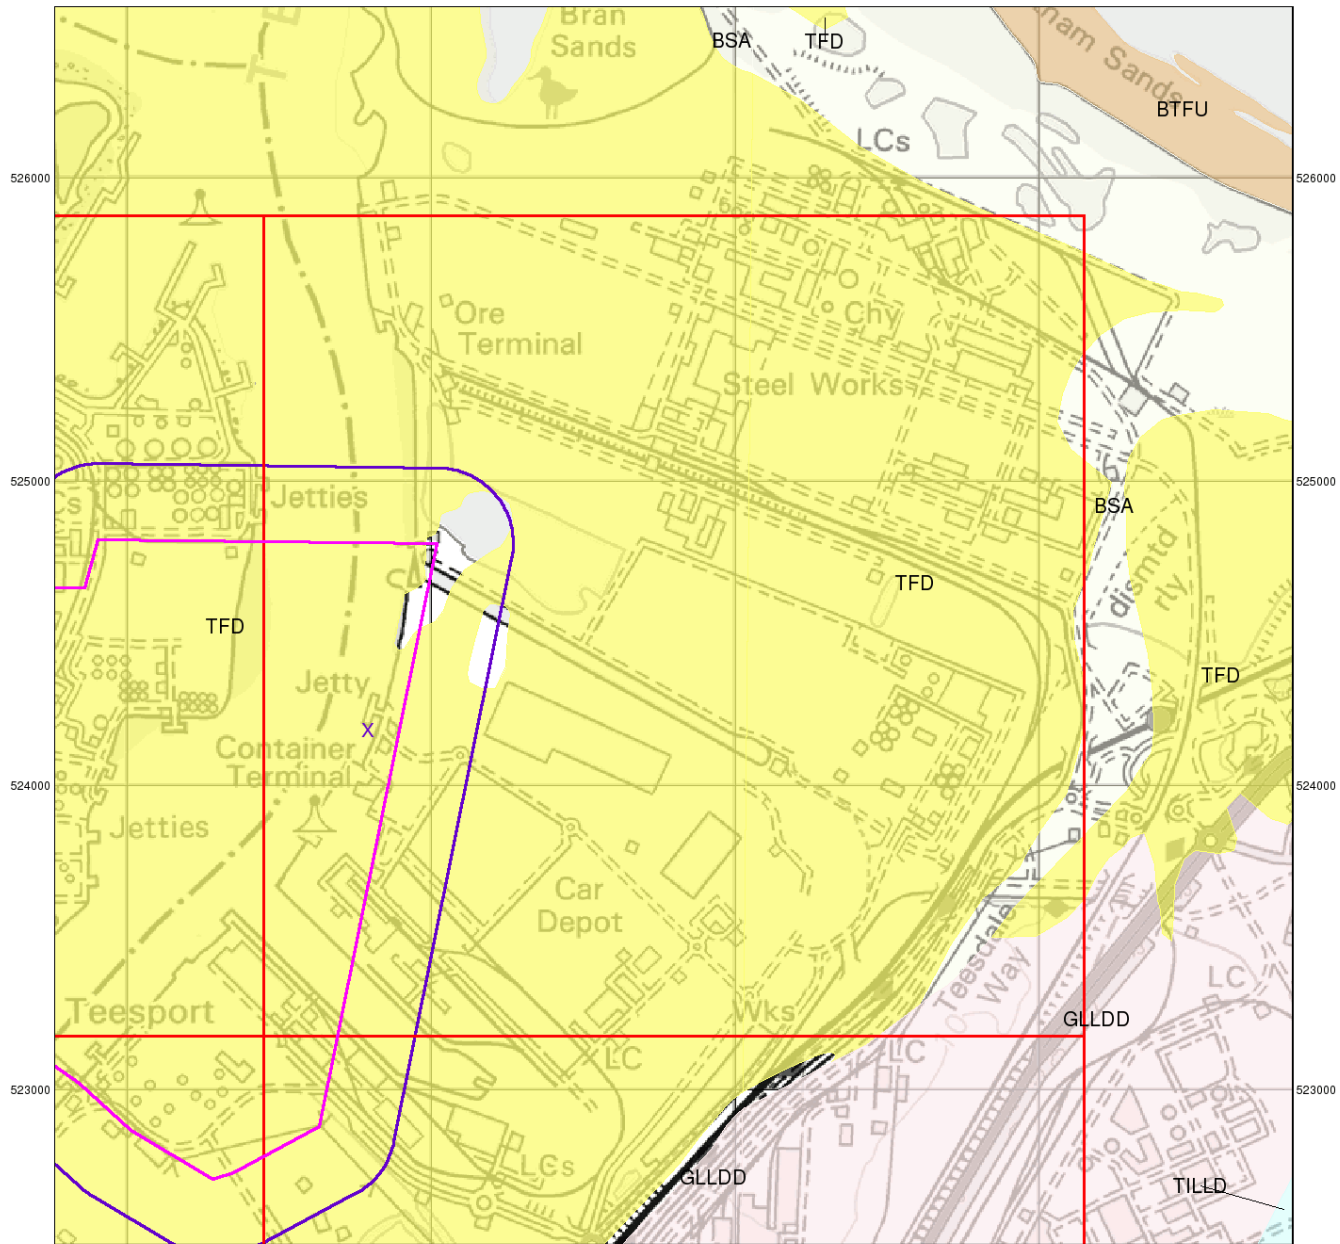 Bran
Sands
BSA
TFD
nam Sands
BTFU
LCs
526000
526000
Ore
Terminal
Chy
Steel Works
525000
525000
Jetties
Cs
BSA
TFD
dismtd
rly
TFD
TFD
Jetty
X
Container
Terminal
524000
524000
Jetties
Car
Depot
Teesdale
Way
LC
Teesport
Wks
GLLDD
LC
LC
523000
523000
LCs
GLLDD
TILLD